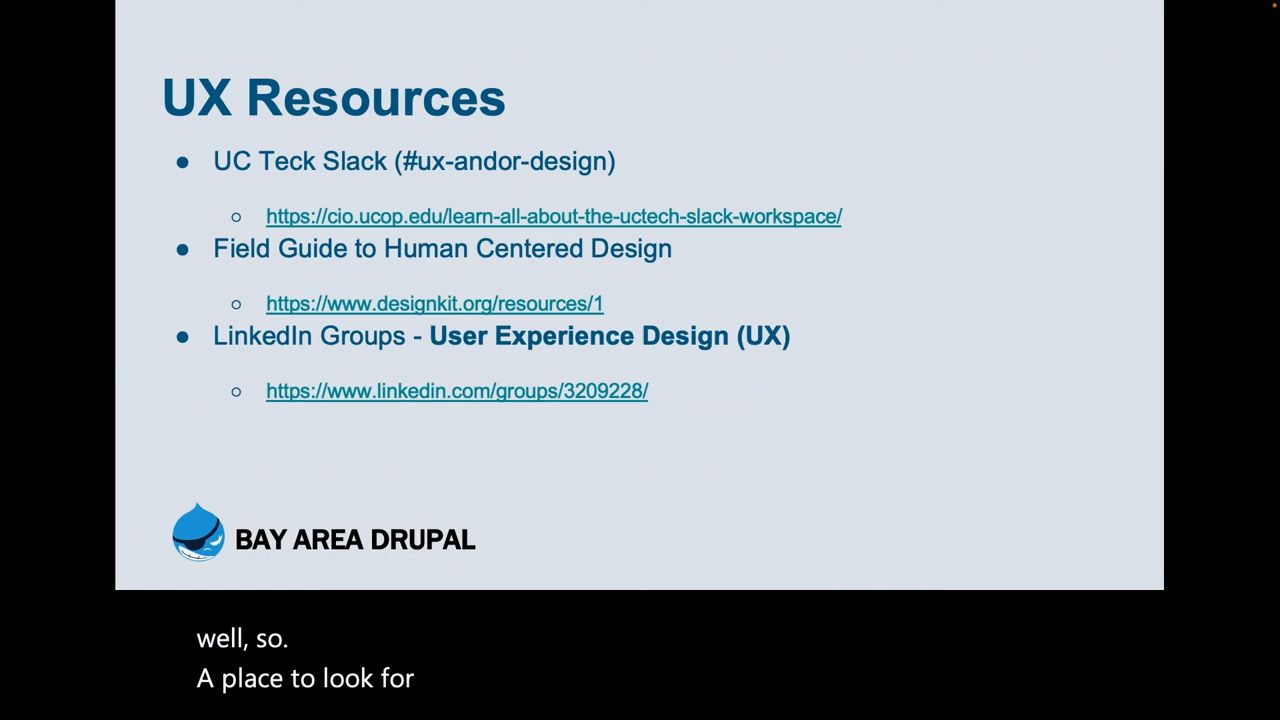 UX Resources
● UC Teck Slack (#ux-andor-design)
○ https://cio.ucop.edu/learn-all-about-the-uctech-slack-workspace/
● Field Guide to Human Centered Design
○ https://www.designkit.org/resources/1
● LinkedIn Groups - User Experience Design (UX)
○ https://www.linkedin.com/groups/3209228/
BAY AREA DRUPAL
well, so.
A place to look for